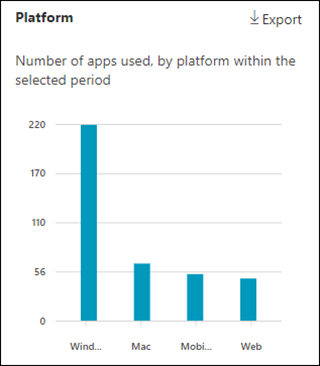 Platform
Export
Number of apps used, by platform within the
selected period
220
170
110
56
0
Wind... Mac Mobi... Web